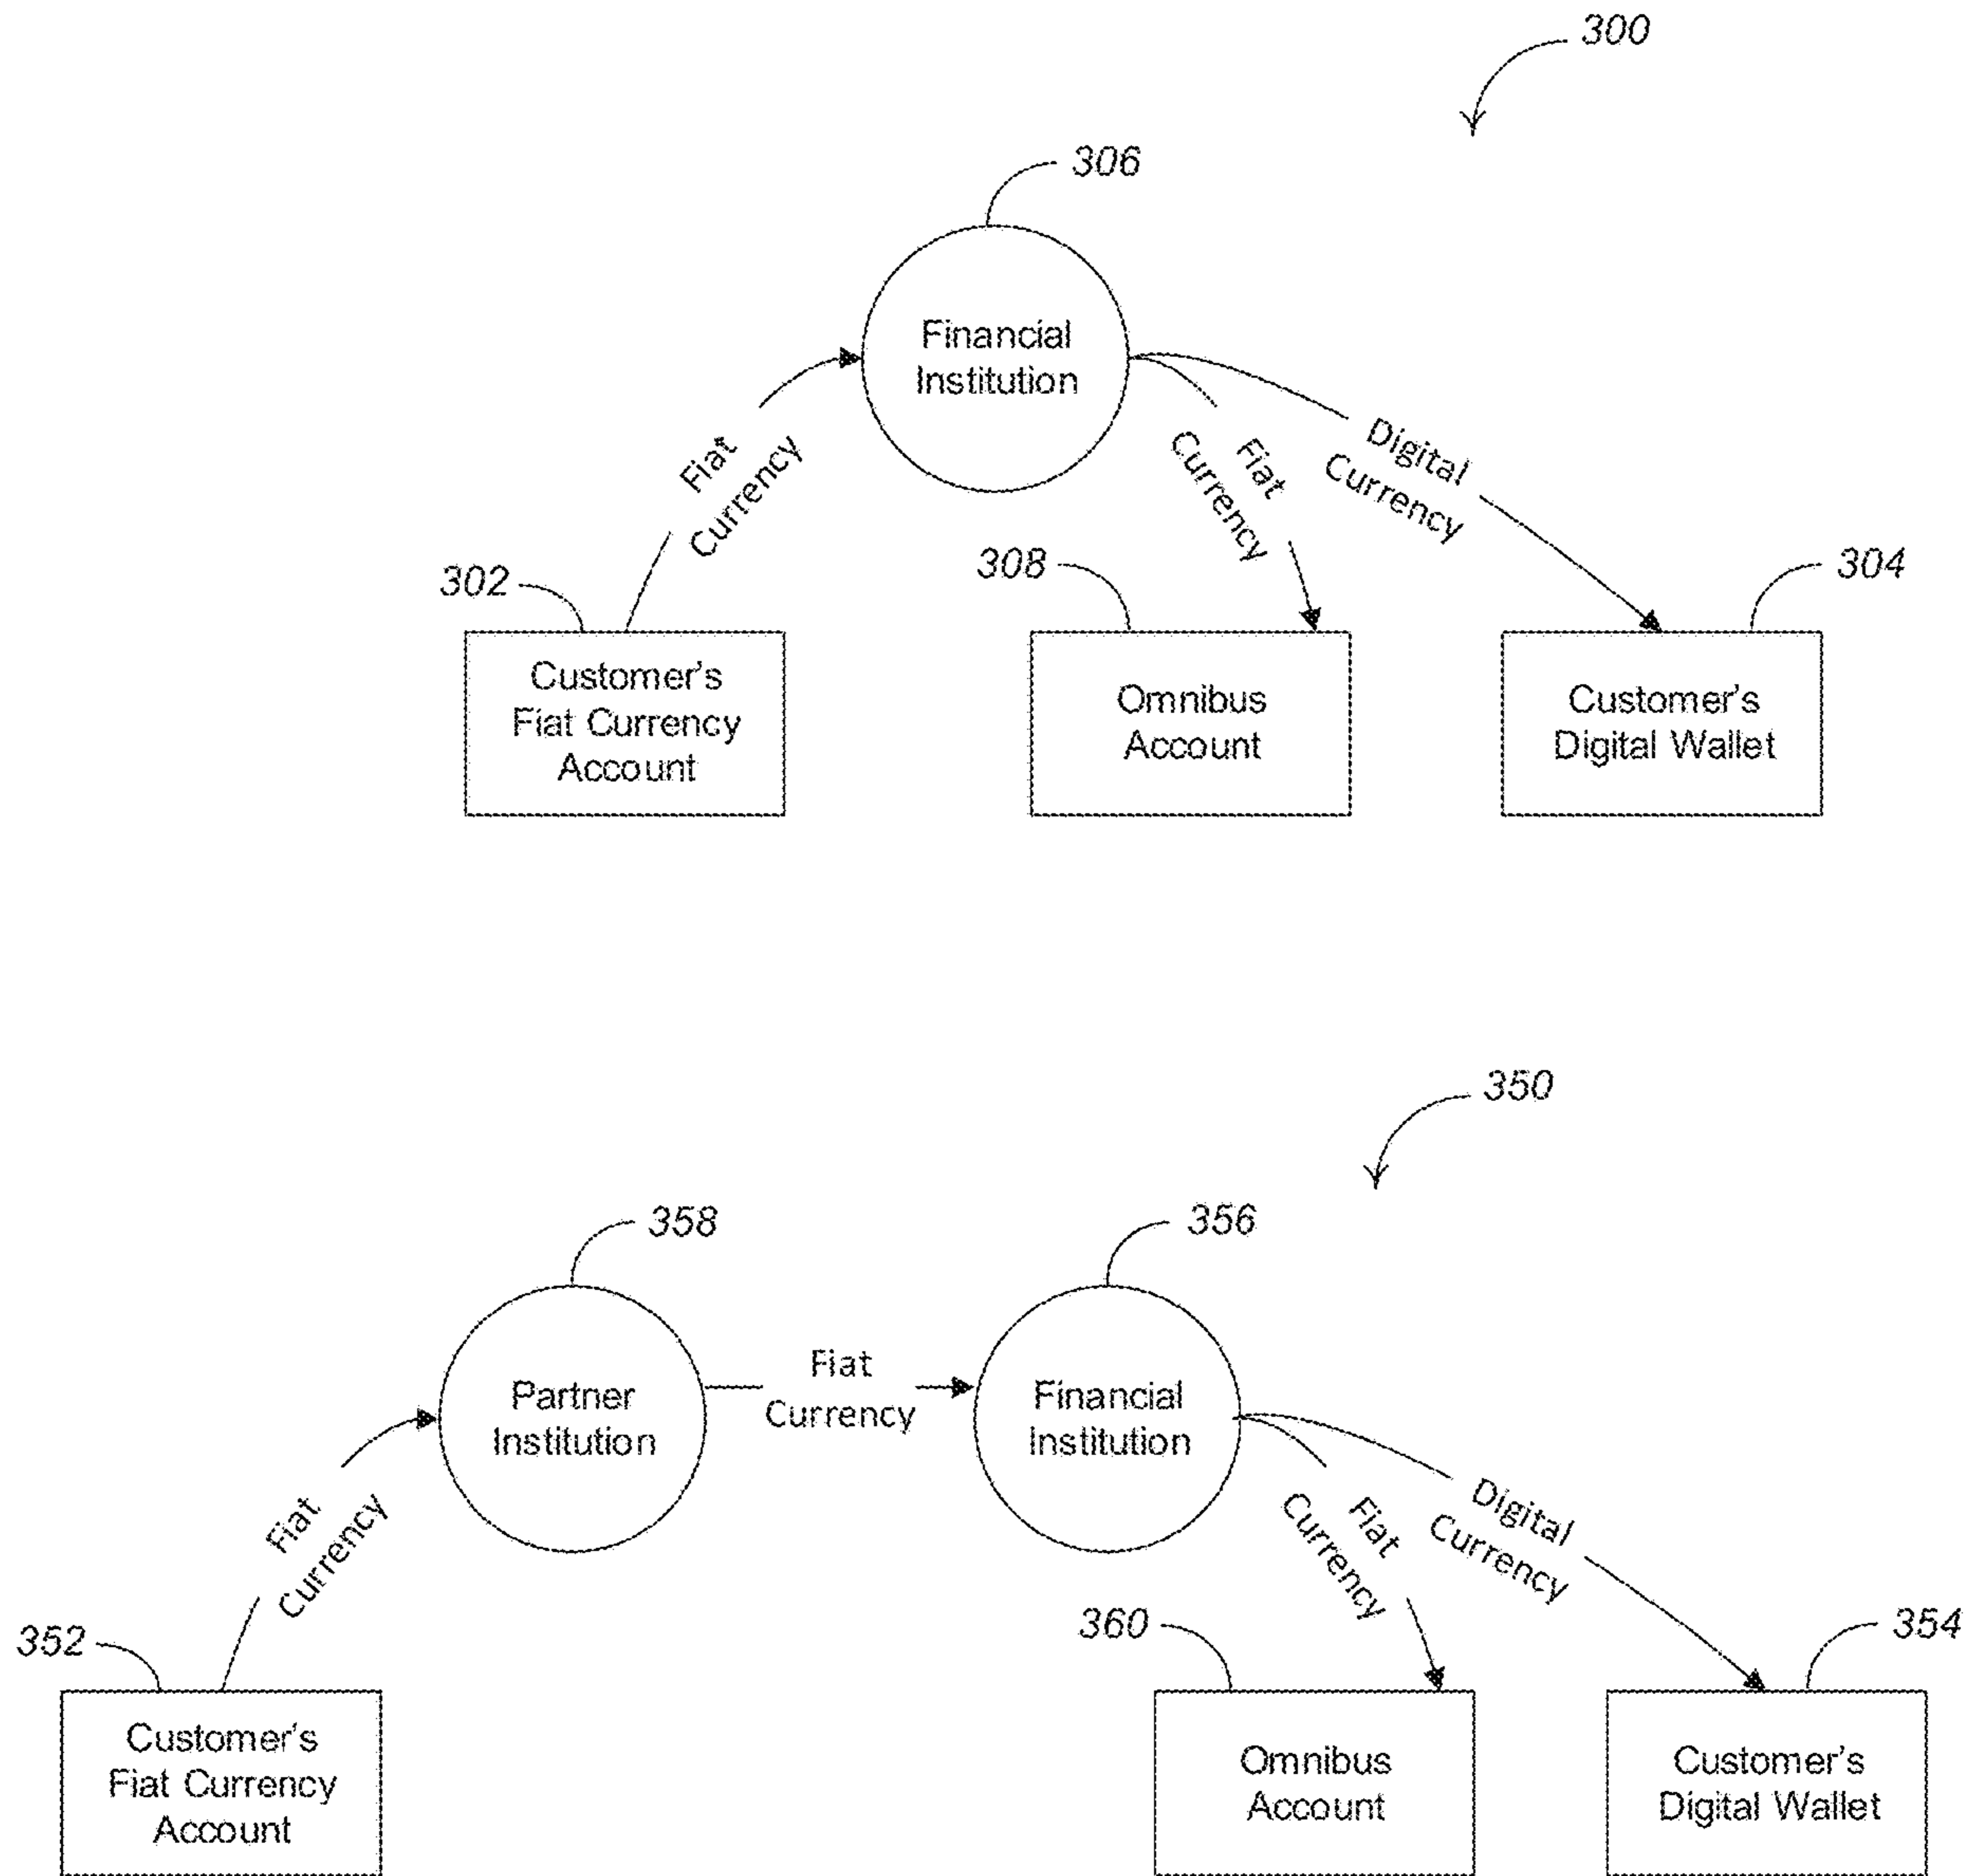 300
306
Financial
Institution
Fiat
Currency
Fiat
Currency
Digital
Currency
302
308
304
Customer's
Fiat Currency
Account
Omnibus
Account
Customer's
Digital Wallet
350
358
356
Partner
Institution
Fiat
Currency
Financial
Institution
Fiat
Currency
Fiat
Currency
Digital
Currency
352
360
354
Customer's
Fiat Currency
Account
Omnibus
Account
Customer's
Digital Wallet